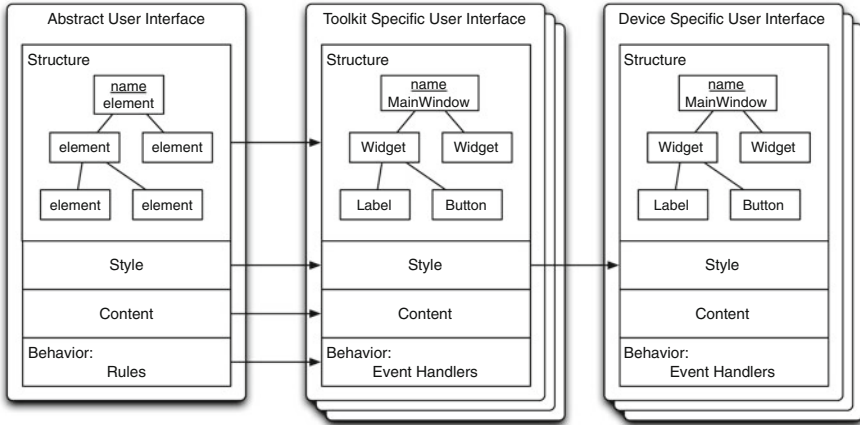 Abstract User Interface
Structure
name
element
element
element
element
element
Style
Content
Behavior:
Rules
Toolkit Specific User Interface
Structure
name
MainWindow
Widget
Widget
Label
Button
Style
Content
Behavior:
Event Handlers
Device Specific User Interface
Structure
name
MainWindow
Widget
Widget
Label
Button
Style
Content
Behavior:
Event Handlers